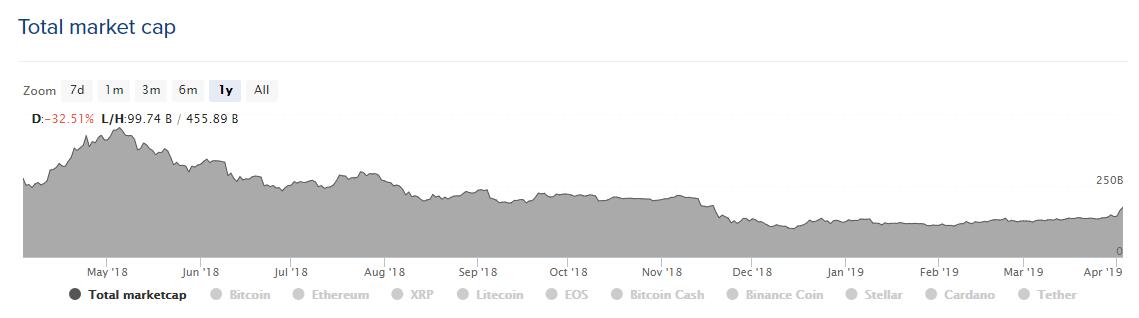 Total market cap
Zoom 7d 1m 3m 6m 1y All
D:-32.51% L/H:99.74 B / 455.89 B
250B
0
May '18 Jun '18 Jul '18 Aug '18 Sep '18 Oct '18 Nov '18 Dec '18 Jan '19 Feb '19 Mar '19 Apr '19
Total marketcap Bitcoin Ethereum XRP Litecoin EOS Bitcoin Cash Binance Coin Stellar Cardano Tether